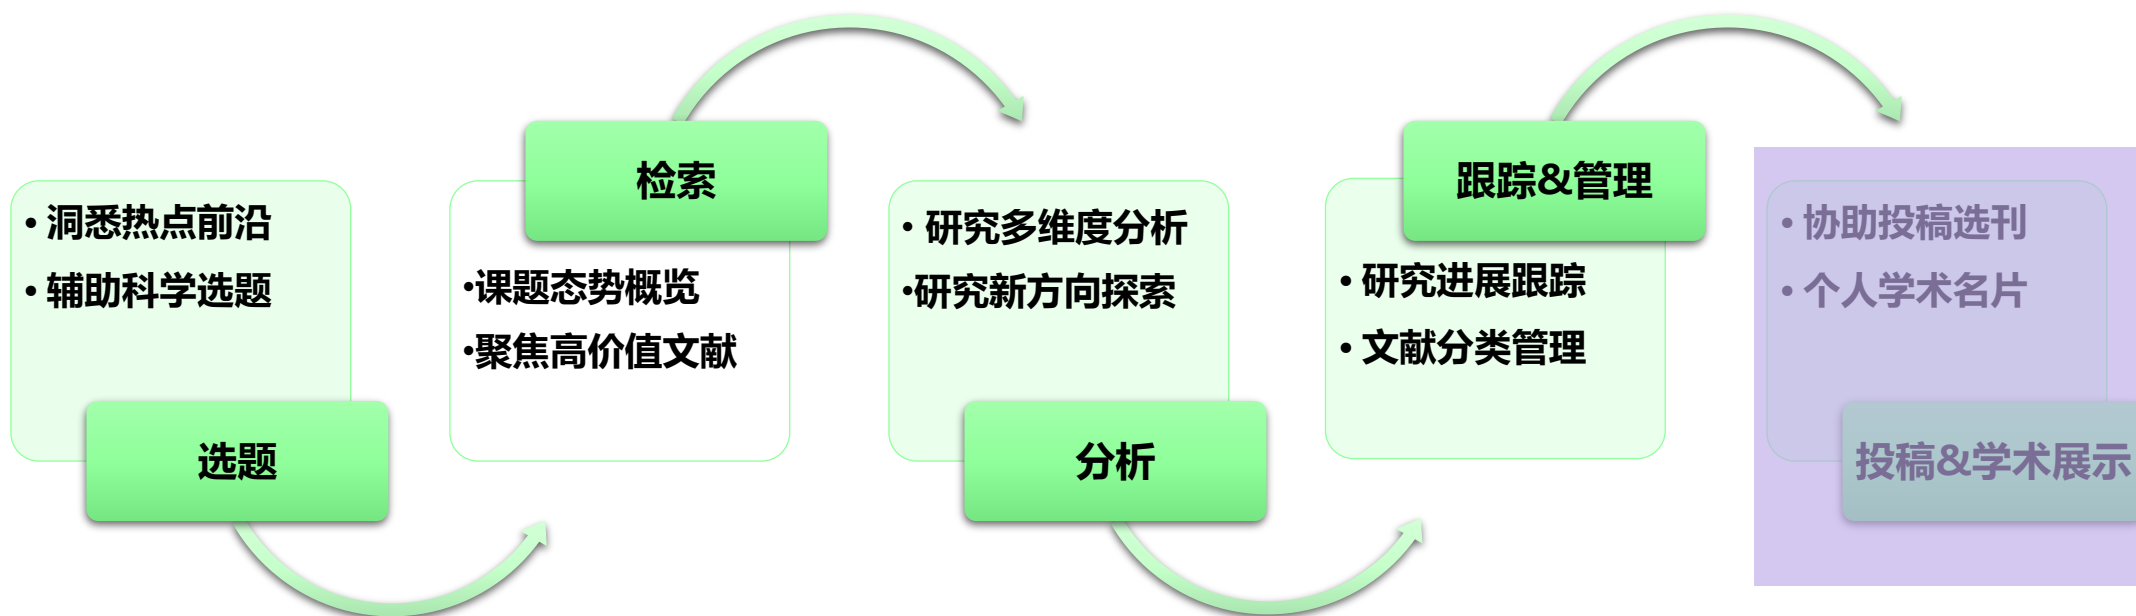 • 洞悉热点前沿
• 辅助科学选题
选题
检索
•课题态势概览
•聚焦高价值文献
• 研究多维度分析
•研究新方向探索
分析
跟踪&管理
• 研究进展跟踪
• 文献分类管理
• 协助投稿选刊
• 个人学术名片
投稿&学术展示